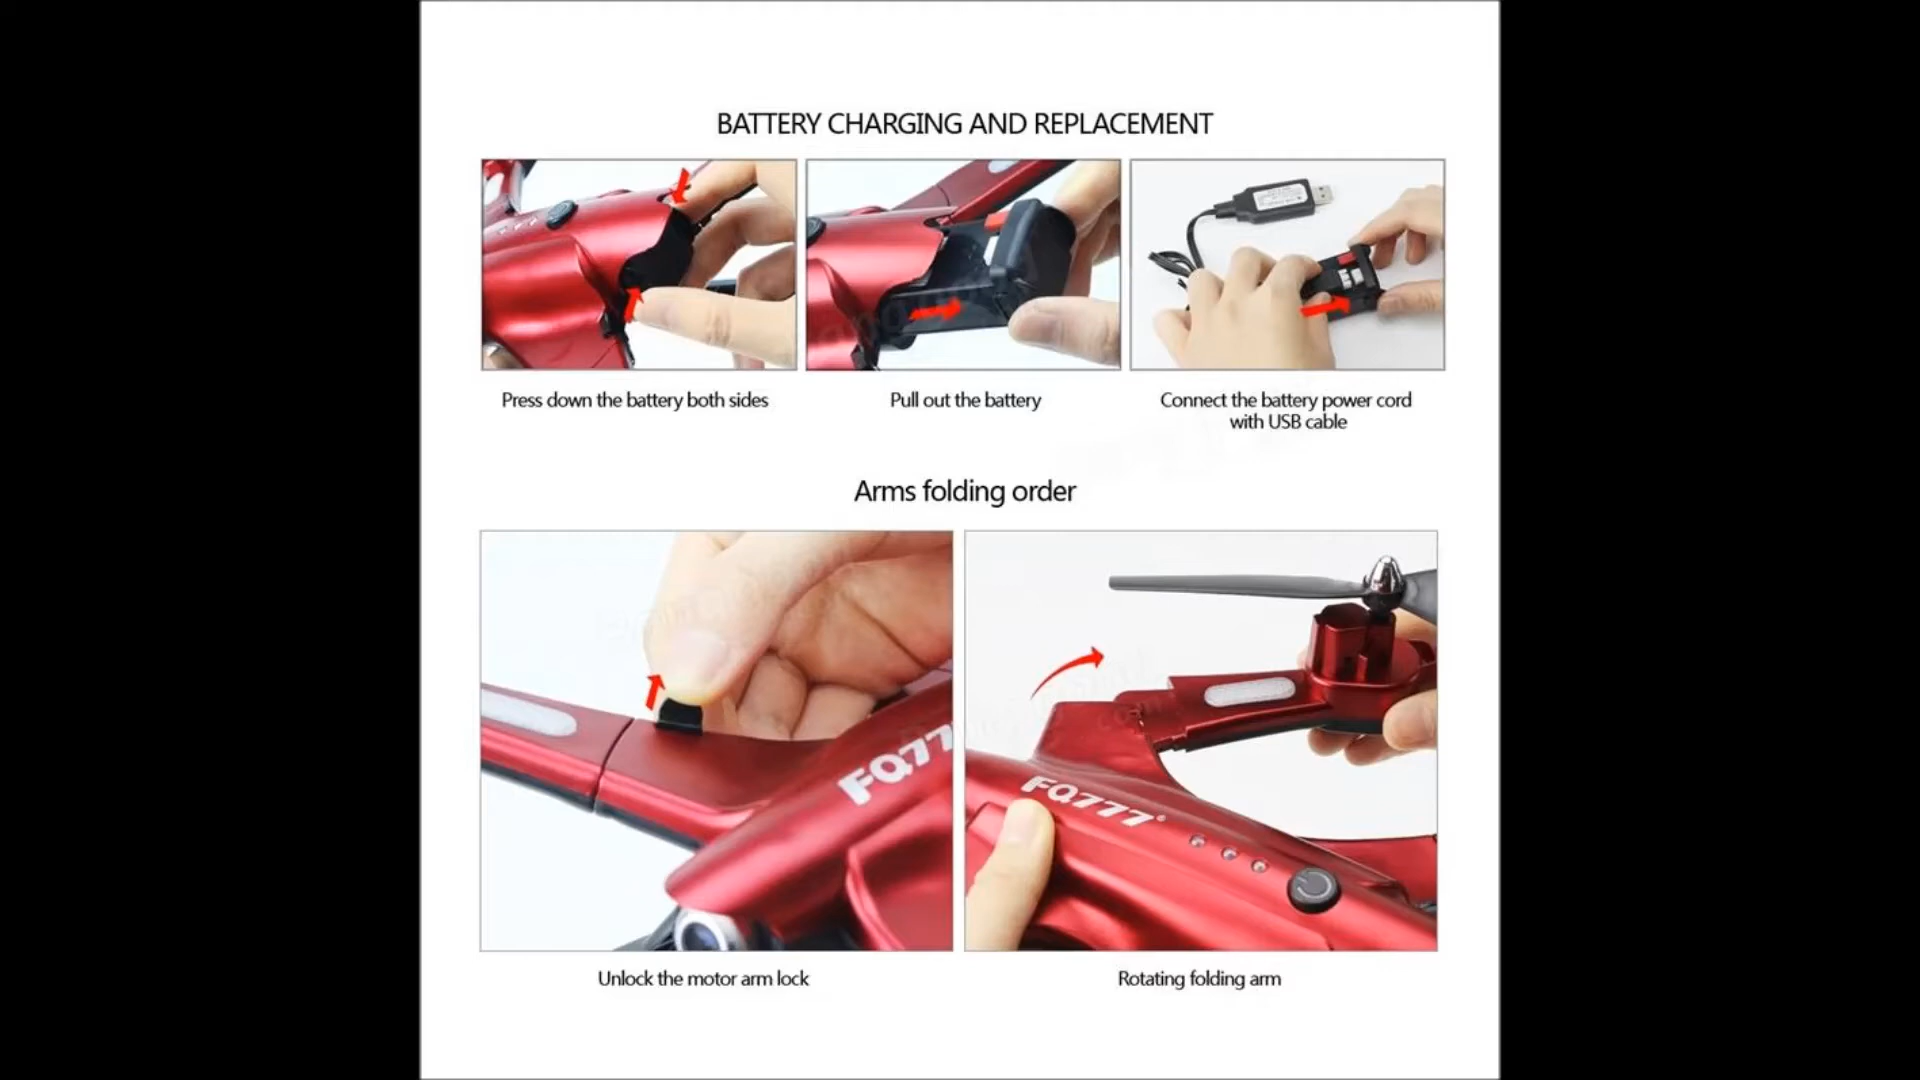 BATTERY CHARGING AND REPLACEMENT
Press down the battery both sides
Pull out the battery
Connect the battery power cord
with USB cable
Arms folding order
FQ77
FQ777
Unlock the motor arm lock
Rotating folding arm